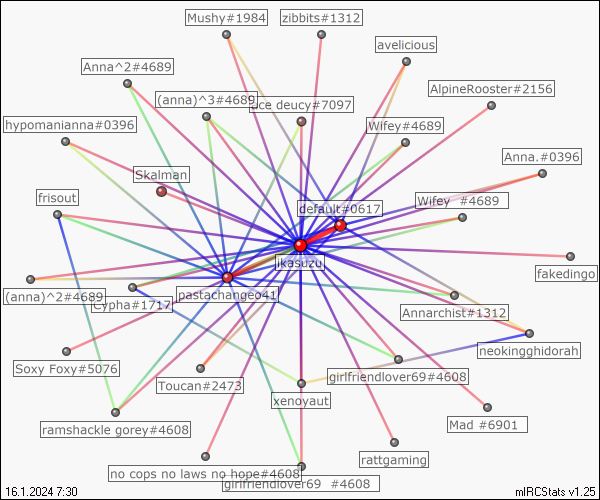 Mushy#1984
zibbits#1312
avelicious
Anna^2#4689
AlpineRooster#2156
(anna)^3#4689
uce deucy#7097
hypomanianna#0396
Wifey#4689
Anna.#0396
Skalman
frisout
default#0617
Wifey #4689
jkasuzu
fakedingo
(anna)^2#4689
Cypha#1717
pastachange041
Annarchist#1312
neokingghidorah
Soxy Foxy#5076
Toucan#2473
girlfriendlover69#4608
xenoyaut
Mad #6901
ramshackle gorey#4608
rattgaming
no cops no laws no hope#4608
girlfriendlover69 #4608
16.1.2024 7:30
mIRCStats v1.25